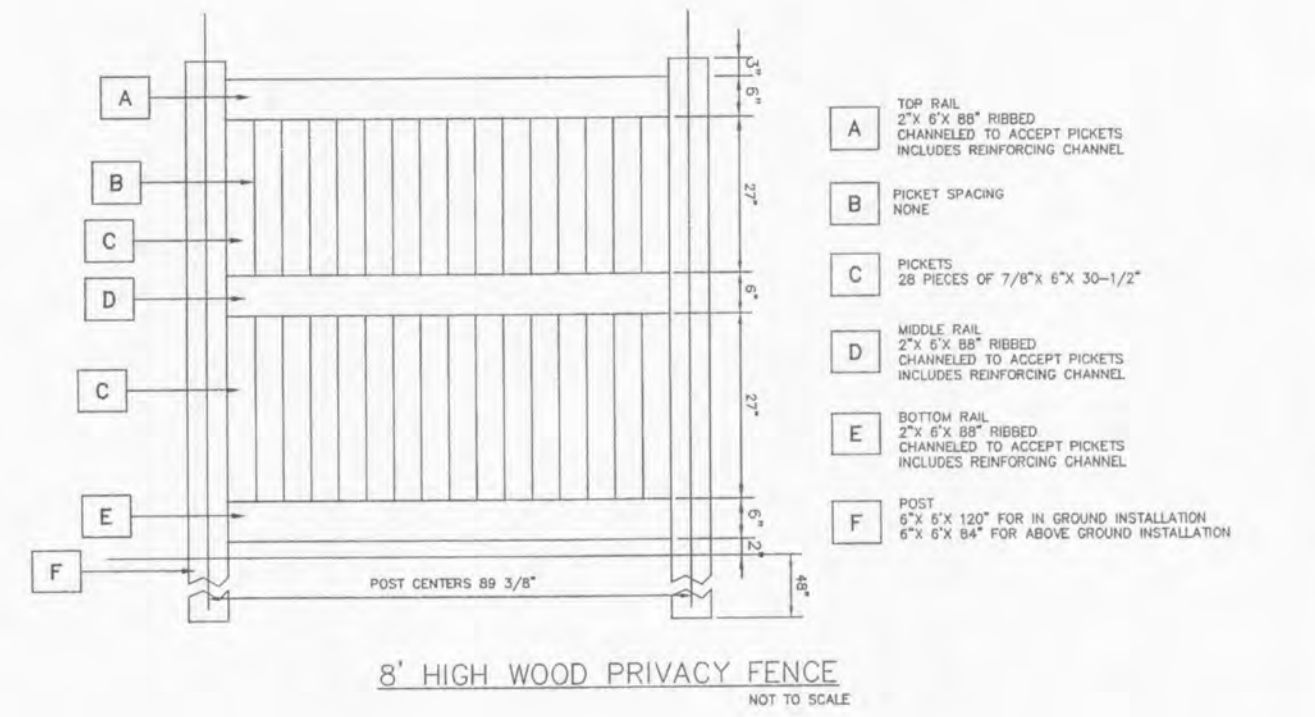 A
B
C
D
C
E
F
3"
6"
27"
6"
27"
6"
2"
48"
POST CENTERS 89 3/8"
A
TOP RAIL
2"X 6'X 88" RIBBED
CHANNELED TO ACCEPT PICKETS
INCLUDES REINFORCING CHANNEL
B
PICKET SPACING
NONE
C
PICKETS
28 PIECES OF 7/8"X 6"X 30-1/2"
D
MIDDLE RAIL
2"X 6'X 88" RIBBED
CHANNELED TO ACCEPT PICKETS
INCLUDES REINFORCING CHANNEL
E
BOTTOM RAIL
2"X 6'X 88" RIBBED
CHANNELED TO ACCEPT PICKETS
INCLUDES REINFORCING CHANNEL
F
POST
6"X 6'X 120" FOR IN GROUND INSTALLATION
6"X 6'X 84" FOR ABOVE GROUND INSTALLATION
8' HIGH WOOD PRIVACY FENCE
NOT TO SCALE